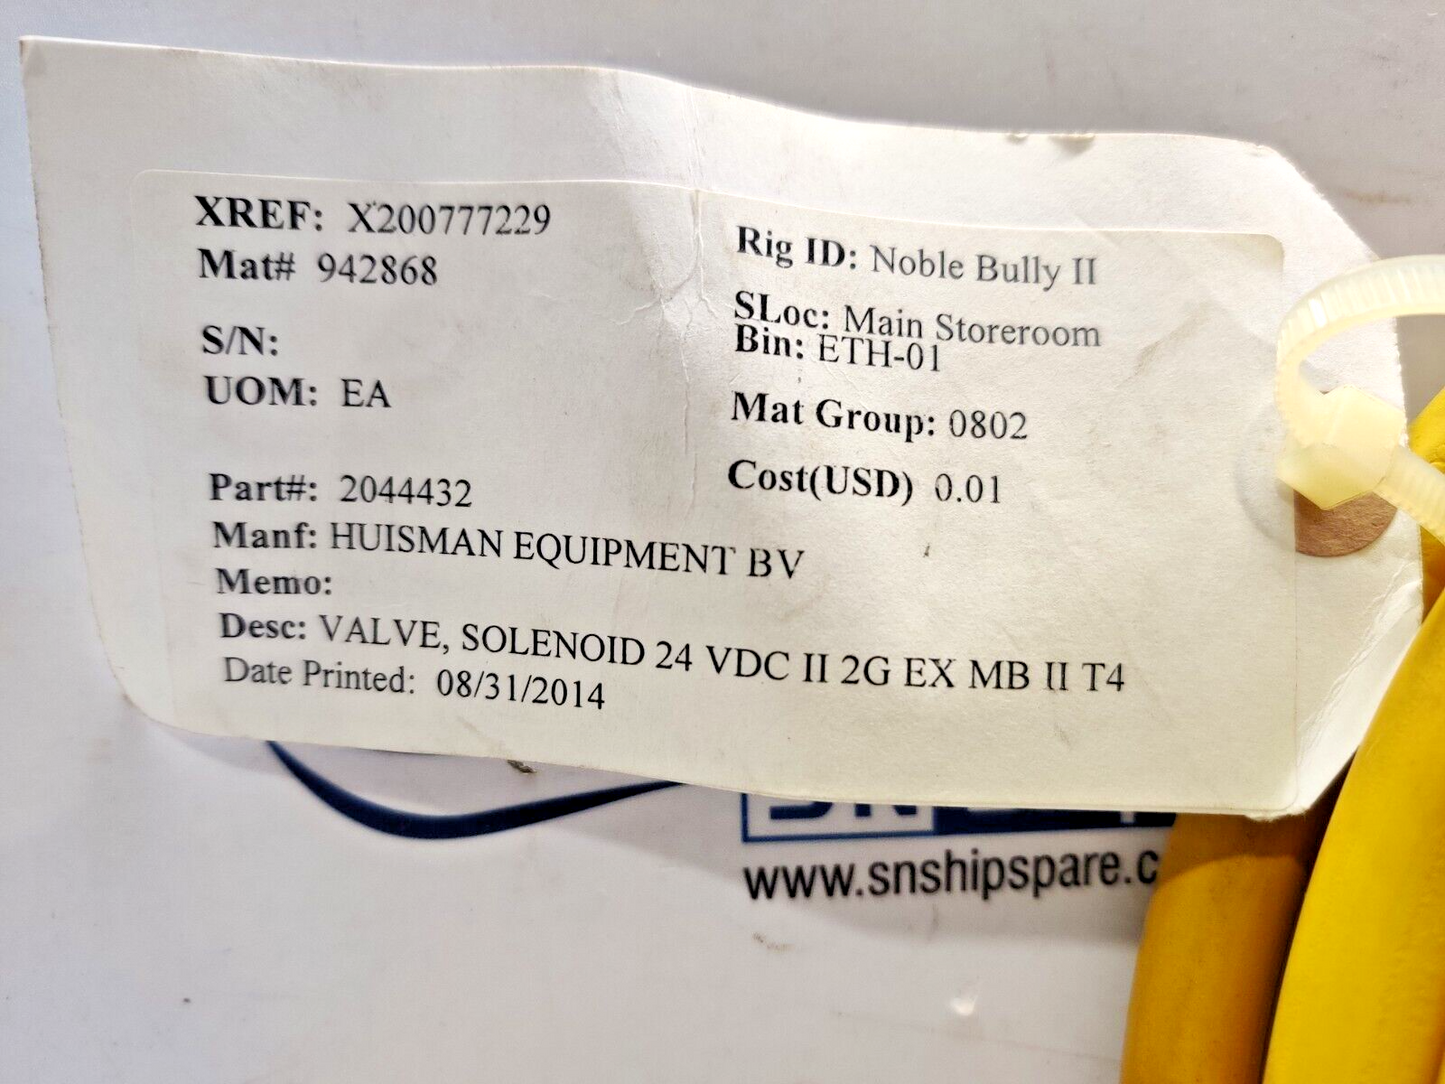 XREF: X200777229
Mat# 942868
S/N:
UOM: EA
Part#: 2044432
Manf: HUISMAN EQUIPMENT BV
Memo:
Desc: VALVE, SOLENOID 24 VDC II 2G EX MB II T4
Date Printed: 08/31/2014
Rig ID: Noble Bully II
SLoc: Main Storeroom
Bin: ETH-01
Mat Group: 0802
Cost(USD) 0.01
SN
www.snshipspare.c